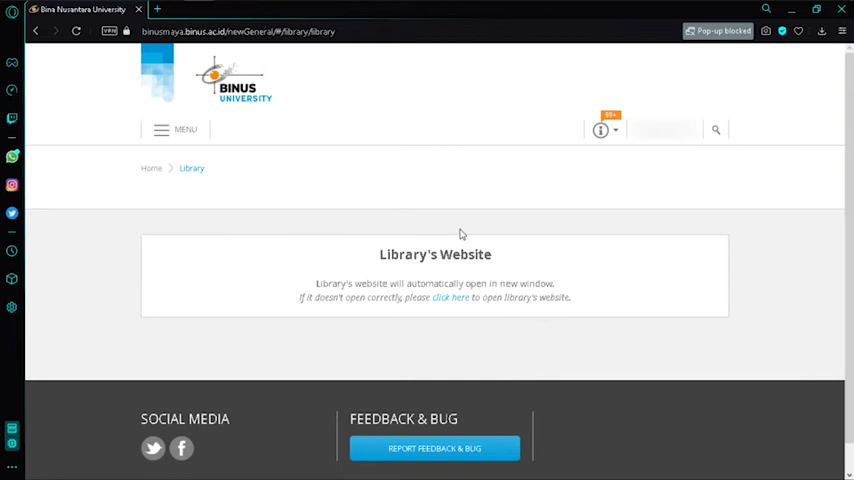 Bina Nusantara University
VPN
binusmaya.binus.ac.id/newGeneral/#/library/library
Pop-up blocked
BINUS
UNIVERSITY
MENU
99+
Home
Library
Library's Website
Library's website will automatically open in new window.
If it doesn't open correctly, please click here to open library's website.
SOCIAL MEDIA
FEEDBACK & BUG
REPORT FEEDBACK & BUG